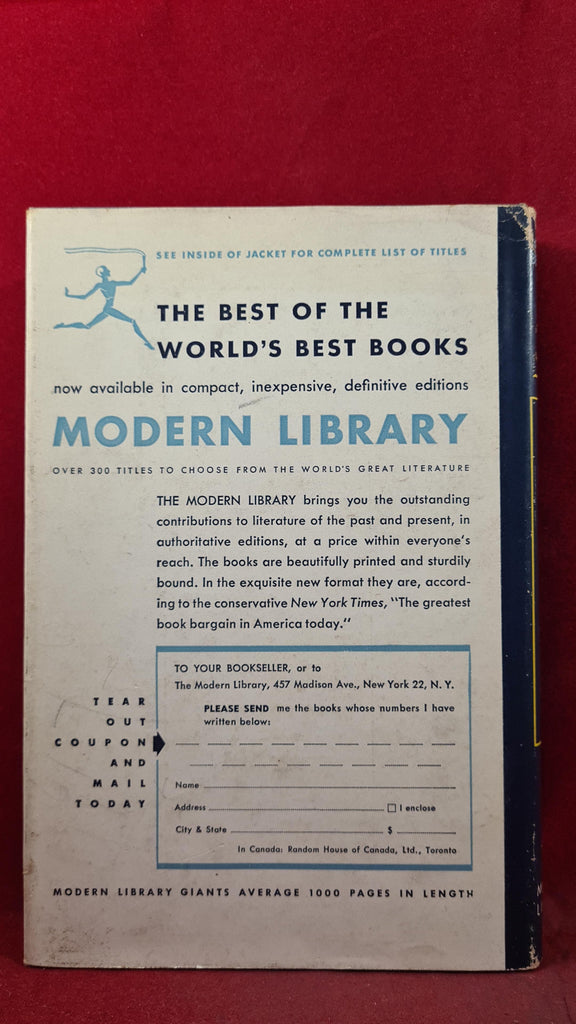 SEE INSIDE OF JACKET FOR COMPLETE LIST OF TITLES
THE BEST OF THE
WORLD'S BEST BOOKS
now available in compact, inexpensive, definitive editions
MODERN LIBRARY
OVER 300 TITLES TO CHOOSE FROM THE WORLD'S GREAT LITERATURE
THE MODERN LIBRARY brings you the outstanding
contributions to literature of the past and present, in
authoritative editions, at a price within everyone's
reach. The books are beautifully printed and sturdily
bound. In the exquisite new format they are, accord-
ing to the conservative New York Times, "The greatest
book bargain in America today."
TEAR
OUT
COUPON
AND
MAIL
TODAY
TO YOUR BOOKSELLER, or to
The Modern Library, 457 Madison Ave., New York 22, N. Y.
PLEASE SEND me the books whose numbers I have
written below:
Name
Address I enclose
City & State $
In Canada: Random House of Canada, Ltd., Toronto
MODERN LIBRARY GIANTS AVERAGE 1000 PAGES IN LENGTH